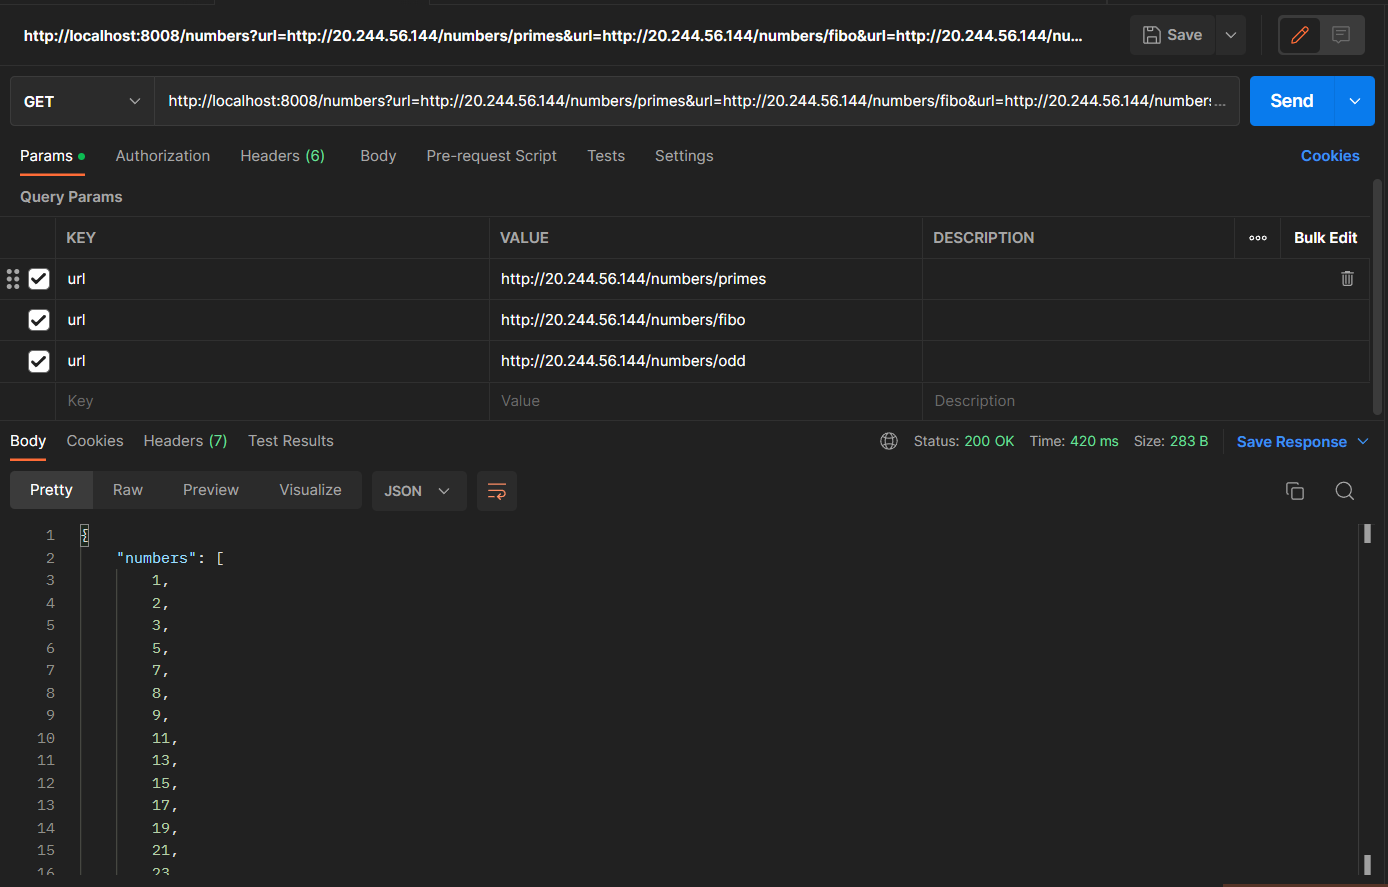 http://localhost:8008/numbers?url=http://20.244.56.144/numbers/primes&url=http://20.244.56.144/numbers/fibo&url=http://20.244.56.144/nu...
Save
GET
http://localhost:8008/numbers?url=http://20.244.56.144/numbers/primes&url=http://20.244.56.144/numbers/fibo&url=http://20.244.56.144/numbers...
Send
Params Authorization Headers (6) Body Pre-request Script Tests Settings Cookies
Query Params
KEY VALUE DESCRIPTION Bulk Edit
url http://20.244.56.144/numbers/primes
url http://20.244.56.144/numbers/fibo
url http://20.244.56.144/numbers/odd
Key Value Description
Body Cookies Headers (7) Test Results Status: 200 OK Time: 420 ms Size: 283 B Save Response
Pretty Raw Preview Visualize JSON
1 {
2 "numbers": [
3 1,
4 2,
5 3,
6 5,
7 7,
8 8,
9 9,
10 11,
11 13,
12 15,
13 17,
14 19,
15 21,
16 23